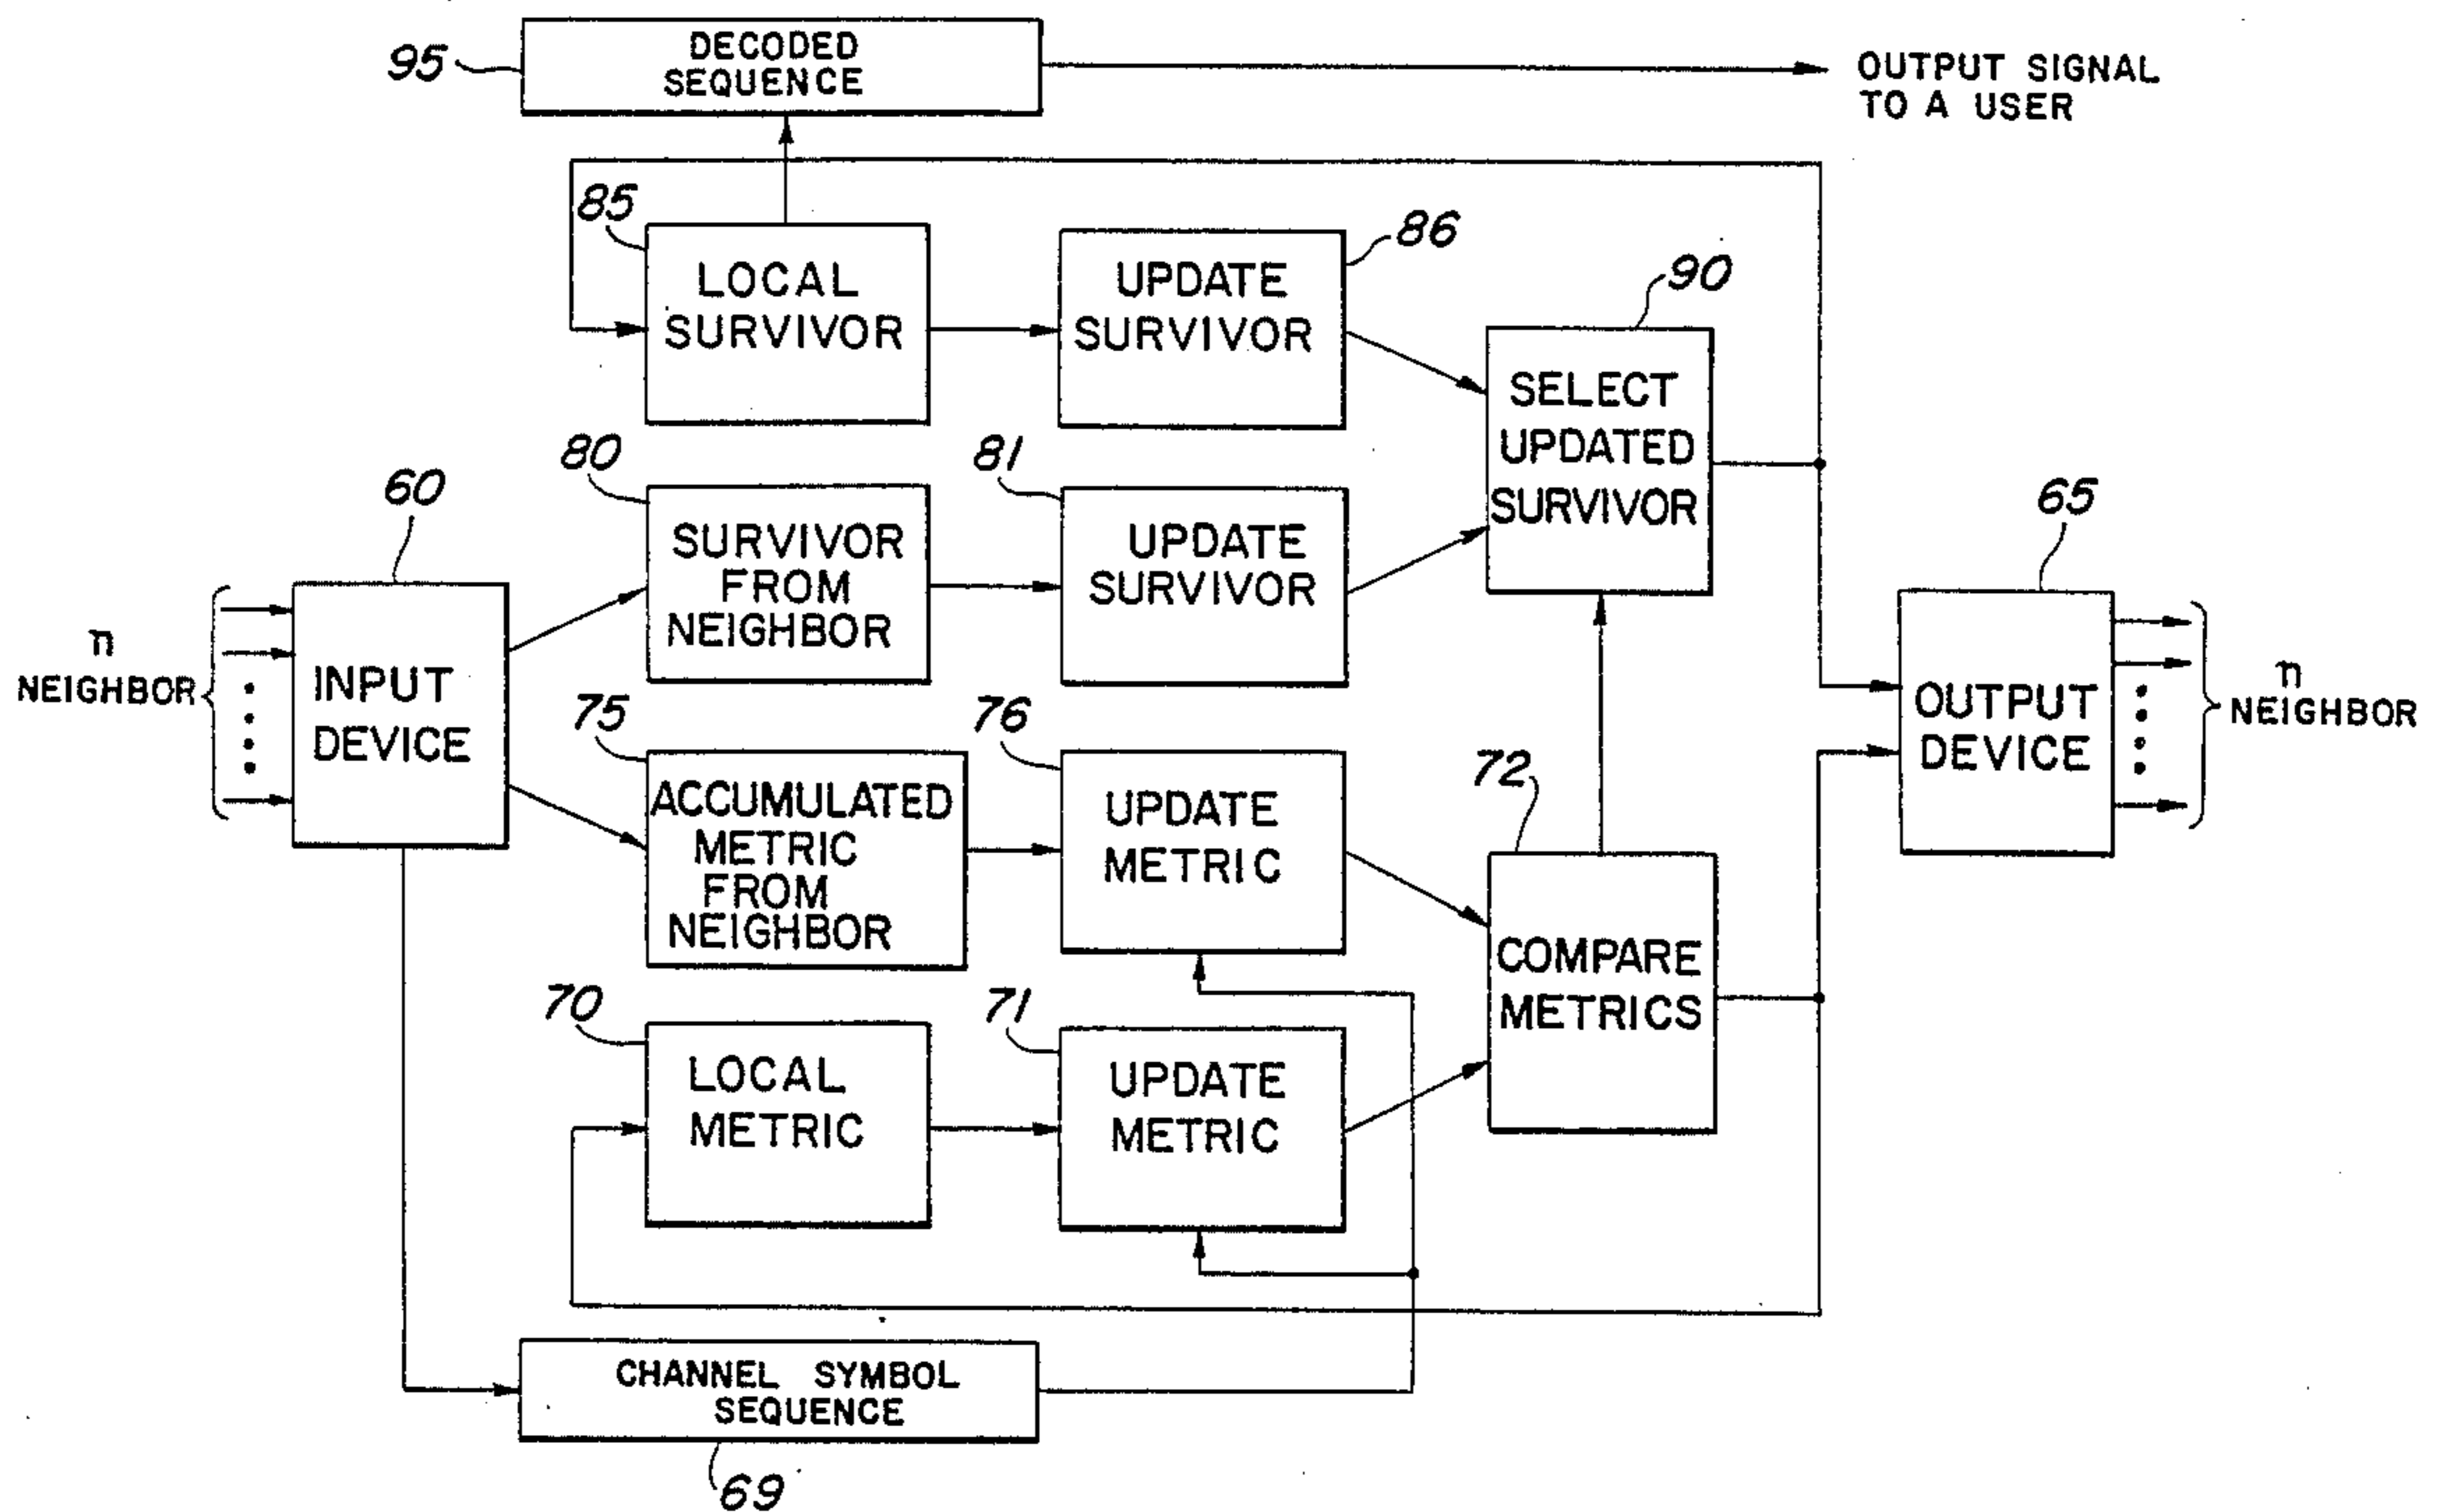 95
DECODED
SEQUENCE
OUTPUT SIGNAL
TO A USER
85
LOCAL
SURVIVOR
86
UPDATE
SURVIVOR
90
SELECT
UPDATED
SURVIVOR
80
SURVIVOR
FROM
NEIGHBOR
81
UPDATE
SURVIVOR
60
INPUT
DEVICE
n
NEIGHBOR
65
OUTPUT
DEVICE
n
NEIGHBOR
75
ACCUMULATED
METRIC
FROM
NEIGHBOR
76
UPDATE
METRIC
72
COMPARE
METRICS
70
LOCAL
METRIC
71
UPDATE
METRIC
CHANNEL SYMBOL
SEQUENCE
69